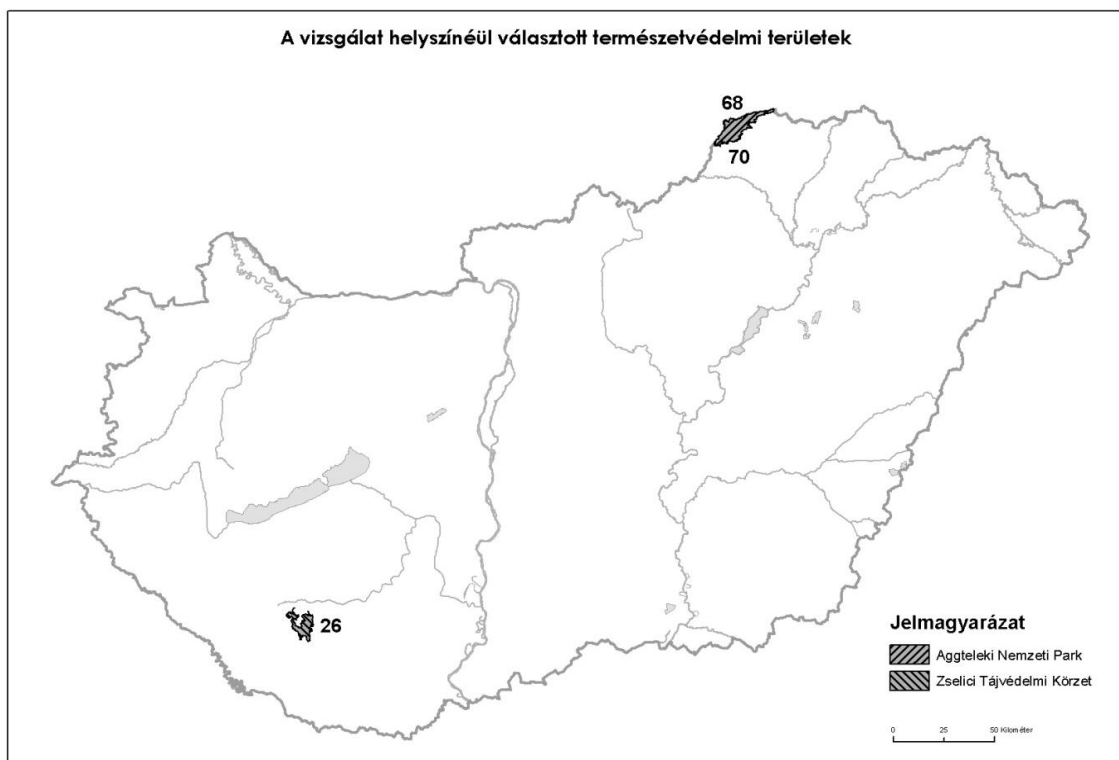 A vizsgálat helyszínéül választott természetvédelmi területek
68
70
26
Jelmagyarázat
Aggteleki Nemzeti Park
Zselici Tájvédelmi Körzet
0 25 50 Kilométer